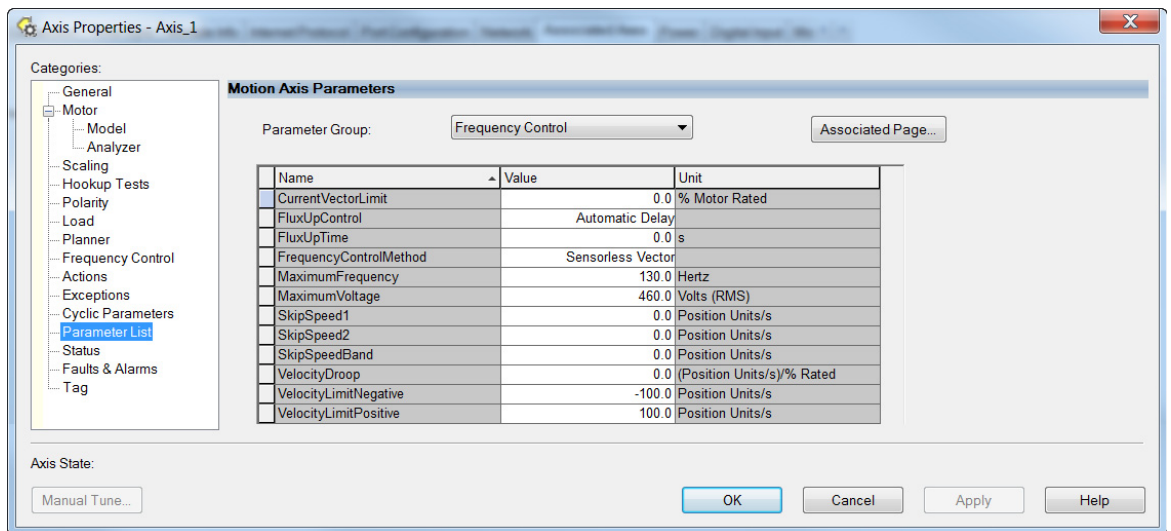 Axis Properties - Axis_1
X
Categories:
General
Motor
Model
Analyzer
Scaling
Hookup Tests
Polarity
Load
Planner
Frequency Control
Actions
Exceptions
Cyclic Parameters
Parameter List
Status
Faults & Alarms
Tag
Motion Axis Parameters
Parameter Group: Frequency Control Associated Page...
Name Value Unit
CurrentVectorLimit 0.0 % Motor Rated
FluxUpControl Automatic Delay
FluxUpTime 0.0 s
FrequencyControlMethod Sensorless Vector
MaximumFrequency 130.0 Hertz
MaximumVoltage 460.0 Volts (RMS)
SkipSpeed1 0.0 Position Units/s
SkipSpeed2 0.0 Position Units/s
SkipSpeedBand 0.0 Position Units/s
VelocityDroop 0.0 (Position Units/s)/% Rated
VelocityLimitNegative -100.0 Position Units/s
VelocityLimitPositive 100.0 Position Units/s
Axis State:
Manual Tune... OK Cancel Apply Help